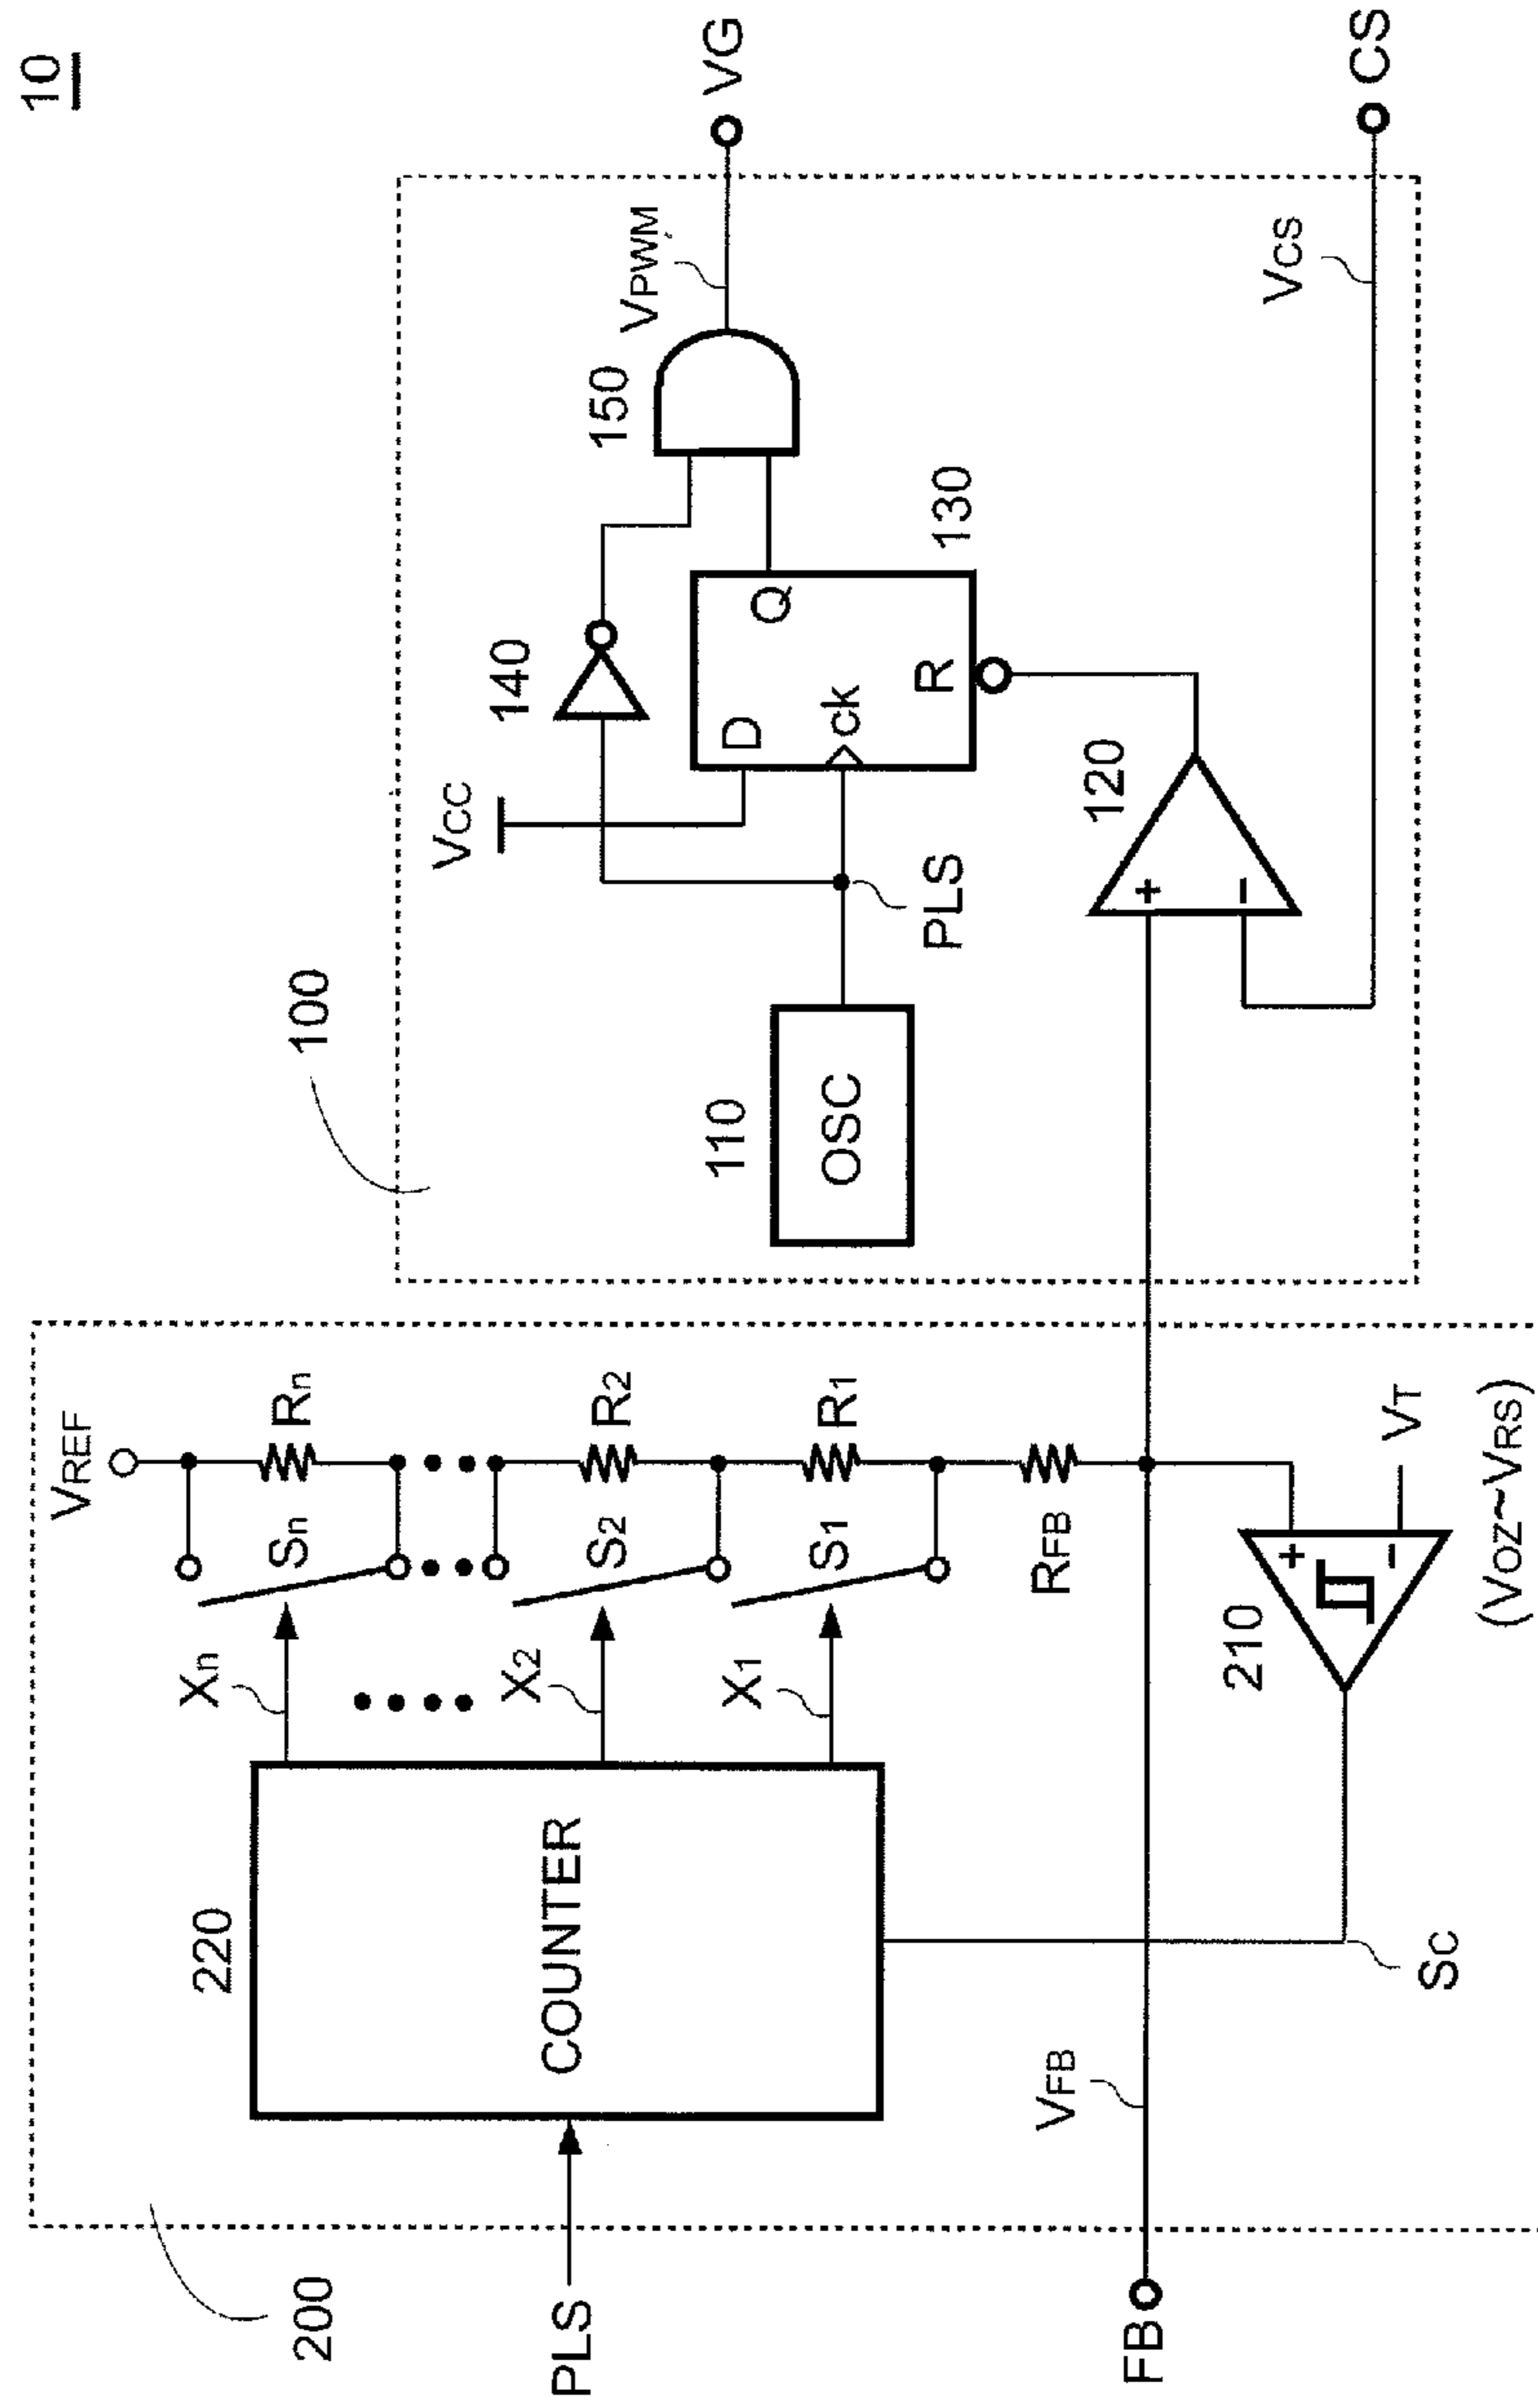 10
200
PLS
220
COUNTER
Xn
X2
X1
VREF
Sn
Rn
S2
R2
S1
R1
RFB
FB
VFB
SC
210
+
-
VT
(VOZ~VRS)
100
110
OSC
PLS
VCC
140
D
Q
ck
R
130
150
VPWM
VG
120
+
-
VCS
CS